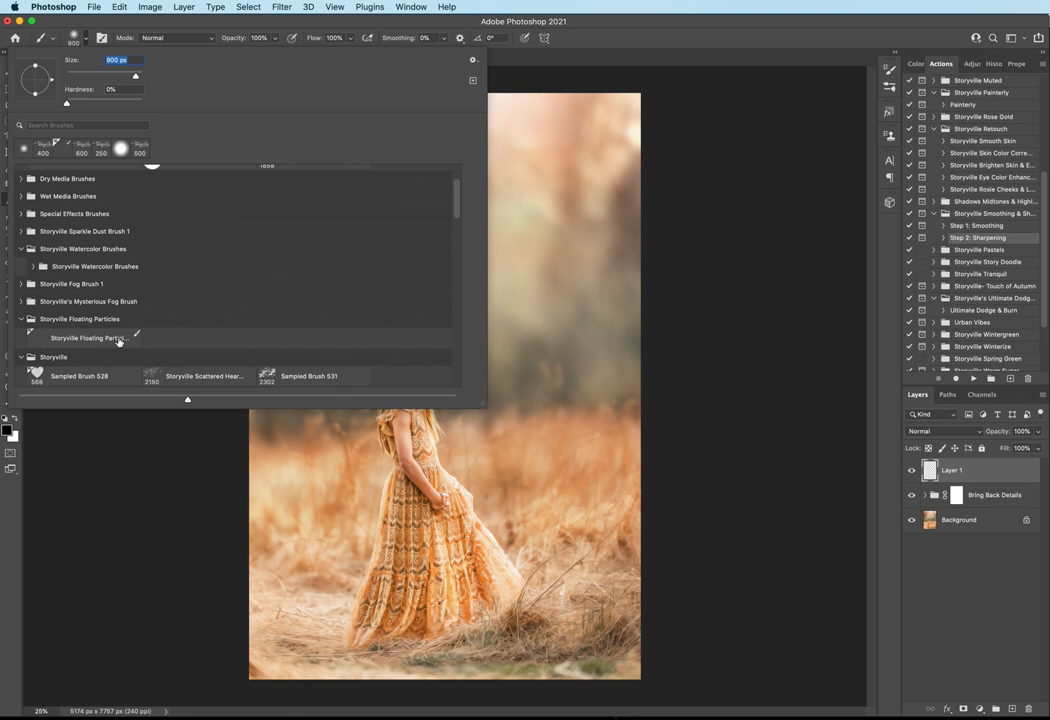 Photoshop File Edit Image Layer Type Select Filter 3D View Plugins Window Help
Adobe Photoshop 2021
900 Mode: Normal Opacity: 100% Flow: 100% Smoothing: 0% 0°
Size: 900 px
Hardness: 0%
Search Brushes
400 600 250 500
Dry Media Brushes
Wet Media Brushes
Special Effects Brushes
Storyville Sparkle Dust Brush 1
Storyville Watercolor Brushes
Storyville Watercolor Brushes
Storyville Fog Brush 1
Storyville's Mysterious Fog Brush
Storyville Floating Particles
Storyville Floating Partic...
Storyville
568 Sampled Brush 528 2150 Storyville Scattered Hear... 2302 Sampled Brush 531
Color Actions Adjus Histo Prope
Storyville Muted
Storyville Painterly
Painterly
Storyville Rose Gold
Storyville Retouch
Storyville Smooth Skin
Storyville Skin Color Corre...
Storyville Brighten Skin & E...
Storyville Eye Color Enhanc...
Storyville Rosie Cheeks & L...
Shadows Midtones & Highl...
Storyville Smoothing & Sh...
Step 1: Smoothing
Step 2: Sharpening
Storyville Pastels
Storyville Story Doodle
Storyville Tranquil
Storyville- Touch of Autumn
Storyville's Ultimate Dodg...
Ultimate Dodge & Burn
Urban Vibes
Storyville Wintergreen
Storyville Winterize
Storyville Spring Green
Layers Paths Channels
Kind
Normal Opacity: 100%
Lock: Fill: 100%
Layer 1
Bring Back Details
Background
25% 5174 px x 7757 px (240 ppi)